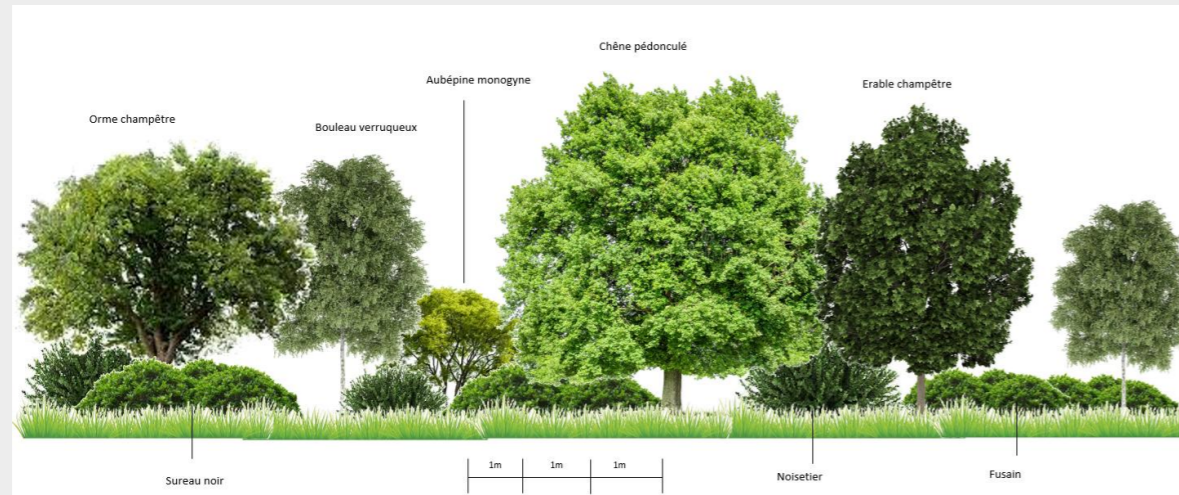 Chêne pédonculé
Aubépine monogyne
Erable champêtre
Orme champêtre
Bouleau verruqueux
1m 1m 1m
Sureau noir
Noisetier
Fusain